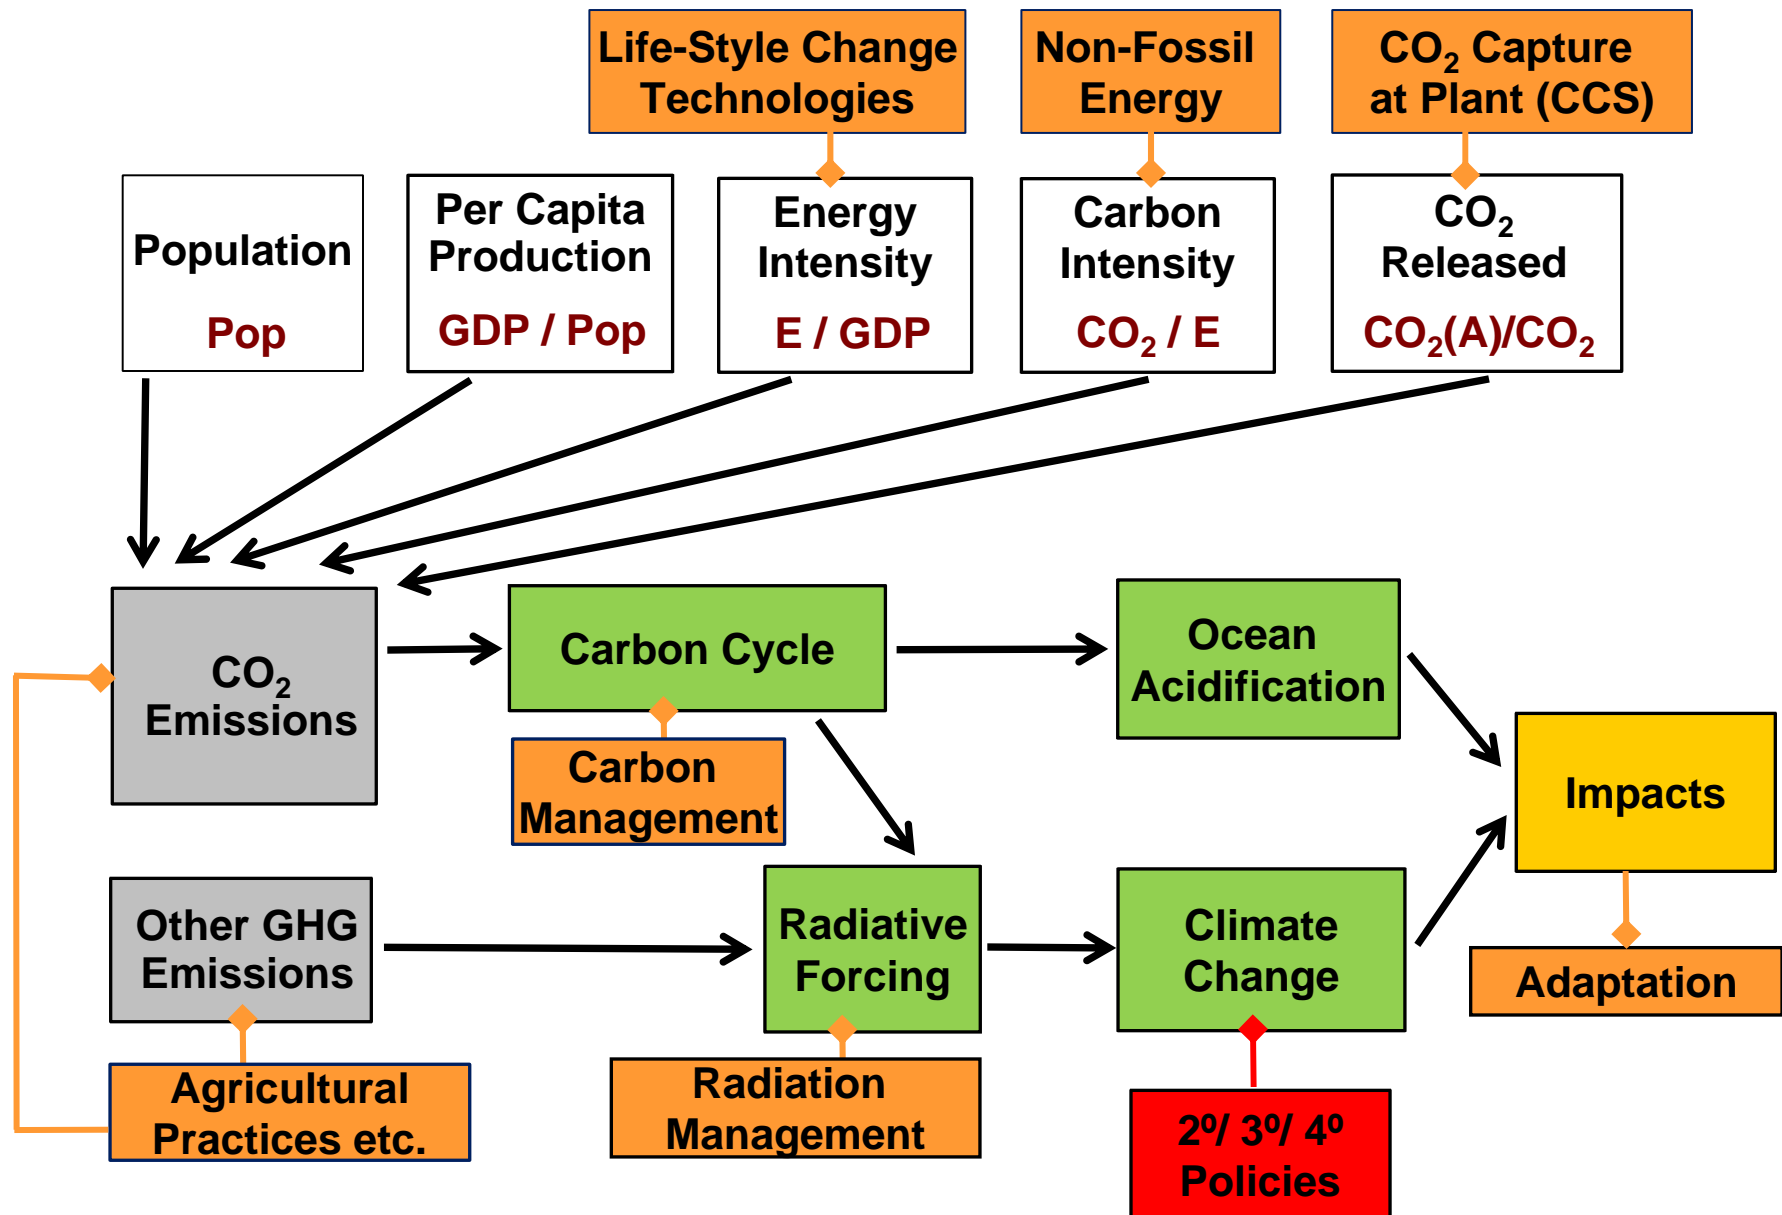 Life-Style Change
Technologies
Non-Fossil
Energy
CO₂ Capture
at Plant (CCS)
Population
Pop
Per Capita
Production
GDP / Pop
Energy
Intensity
E / GDP
Carbon
Intensity
CO₂ / E
CO₂
Released
CO₂(A)/CO₂
CO₂
Emissions
Carbon Cycle
Ocean
Acidification
Carbon
Management
Impacts
Other GHG
Emissions
Radiative
Forcing
Climate
Change
Adaptation
Agricultural
Practices etc.
Radiation
Management
2º/ 3º/ 4º
Policies